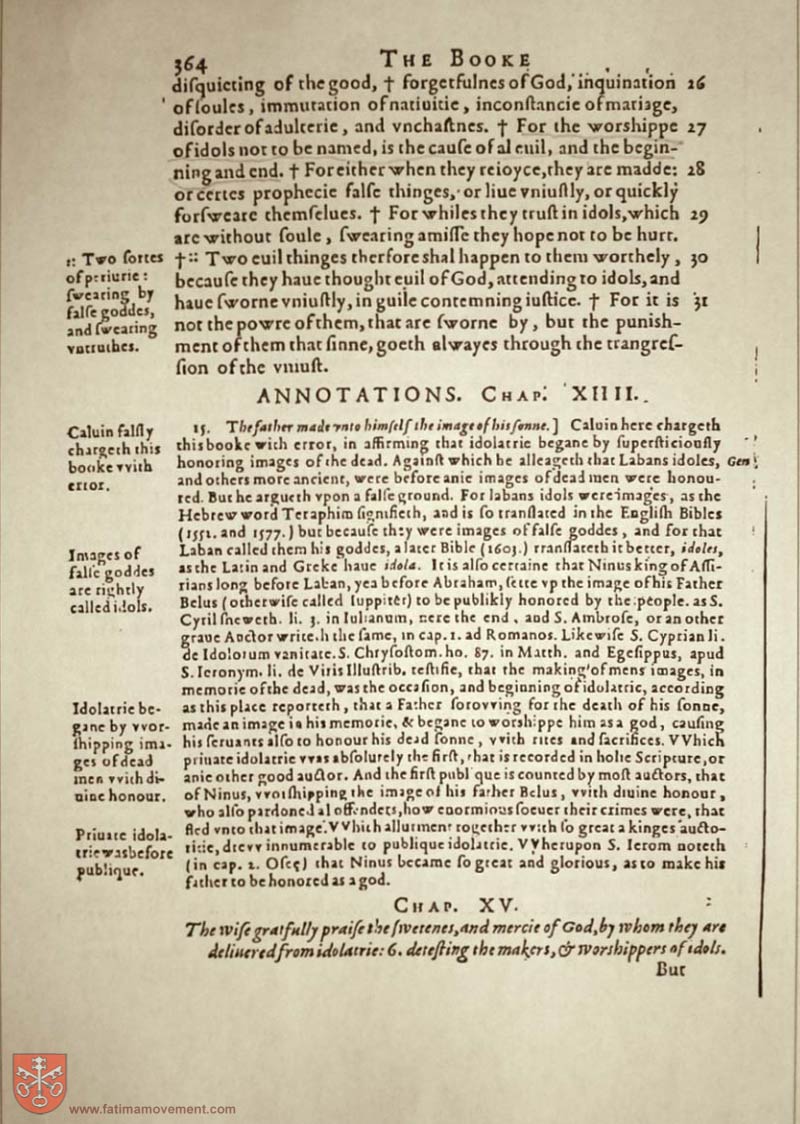 364
THE BOOKE
diſquieting of the good, † forgetfulnes of God, inquination 26
of ſoules, immutation of natiuitie, inconſtancie of mariage,
diſorder of adulterie, and vnchaſtnes. † For the worſhippe 27
of idols not to be named, is the cauſe of al euil, and the begin-
ning and end. † For either when they reioyce, they are madde: 28
or certes prophecie falſe thinges, or liue vniuſtly, or quickly
forſweare themſelues. † For whiles they truſt in idols, which 29
are without ſoule, ſwearing amiſſe they hope not to be hurt.
† :: Two euil thinges therfore shal happen to them worthely, 30
becauſe they haue thought euil of God, attending to idols, and
haue ſworne vniuſtly, in guile contemning iuſtice. † For it is 31
not the powre of them, that are ſworne by, but the punish-
ment of them that ſinne, goeth alwayes through the trangreſ-
ſion of the vniuſt.
:: Two ſortes
of periurie:
ſwearing by
falſe goddes,
and ſwearing
vntruthes.
ANNOTATIONS. CHAP. XIIII.
15. The father made vnto himſelf the image of his ſonne.] Caluin here chargeth
this booke with error, in affirming that idolatrie begane by ſuperſticiouſly
honoring images of the dead. Againſt which he alleageth that Labans idoles, Gen
and others more ancient, were before anie images of dead men were honou-
red. But he argueth vpon a falſe ground. For labans idols were images, as the
Hebrew word Teraphim ſignifieth, and is ſo tranſlated in the Engliſh Bibles
(1552. and 1577.) but becauſe they were images of falſe goddes, and for that
Laban called them his goddes, a later Bible (1603.) tranſlateth it better, idoles,
as the Latin and Greke haue idola. It is alſo certaine that Ninus king of Aſſi-
rians long before Laban, yea before Abraham, ſette vp the image of his Father
Belus (otherwiſe called Iuppiter) to be publikly honored by the people. as S.
Cyril ſheweth. li. 3. in Iulianum, nere the end, and S. Ambroſe, or an other
graue Auctor write.h the ſame, in cap. 1. ad Romanos. Likewiſe S. Cyprian li.
de Idolorum vanitate. S. Chryſoſtom. ho. 87. in Matth. and Egeſippus, apud
S. Ieronym. li. de Viris Illuſtrib. teſtifie, that the making of mens images, in
memorie of the dead, was the occaſion, and beginning of idolatrie, according
as this place reporteth, that a Father ſorovving for the death of his ſonne,
made an image in his memorie, & begane to worſhippe him as a god, cauſing
his ſeruants alſo to honour his dead ſonne, vvith rites and ſacrifices. VVhich
priuate idolatrie vvas abſolutely the firſt, that is recorded in holie Scripture, or
anie other good auctor. And the firſt publique is counted by moſt auctors, that
of Ninus, vvorſhipping the image of his father Belus, vvith diuine honour,
who alſo pardoned al offenders, how enormious ſoeuer their crimes were, that
fled vnto that image. VVhich allurment together vvith ſo great a kinges aucto-
ritie, drevv innumerable to publique idolatrie. VVherupon S. Ierom noteth
(in cap. 2. Oſeę) that Ninus became ſo great and glorious, as to make his
father to be honored as a god.
Caluin falſly
chargeth this
booke vvith
error.
Images of
falſe goddes
are rightly
called idols.
Idolatrie be-
gane by vvor-
ſhipping ima-
ges of dead
men vvith di-
uine honour.
Priuate idola-
trie was before
publique.
CHAP. XV.
The wiſe gratfully praiſe the ſwetenes, and mercie of God, by whom they are
deliuered from idolatrie: 6. deteſting the makers, & worſhippers of idols.
But
www.fatimamovement.com